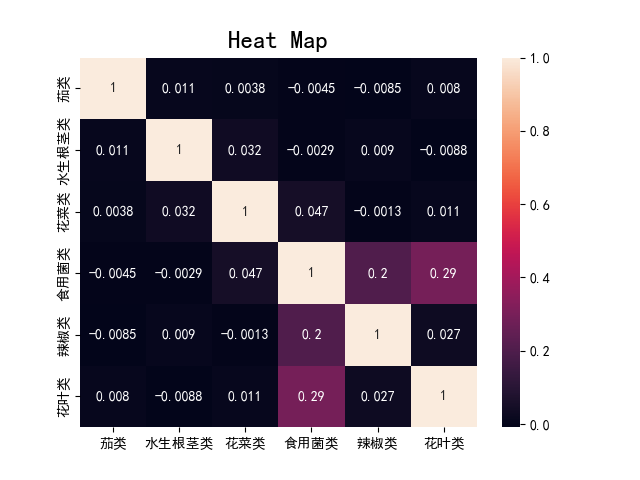 Heat Map
茄类 1 0.011 0.0038 -0.0045 -0.0085 0.008
水生根茎类 0.011 1 0.032 -0.0029 0.009 -0.0088
花菜类 0.0038 0.032 1 0.047 -0.0013 0.011
食用菌类 -0.0045 -0.0029 0.047 1 0.2 0.29
辣椒类 -0.0085 0.009 -0.0013 0.2 1 0.027
花叶类 0.008 -0.0088 0.011 0.29 0.027 1
茄类 水生根茎类 花菜类 食用菌类 辣椒类 花叶类
1.0
0.8
0.6
0.4
0.2
0.0